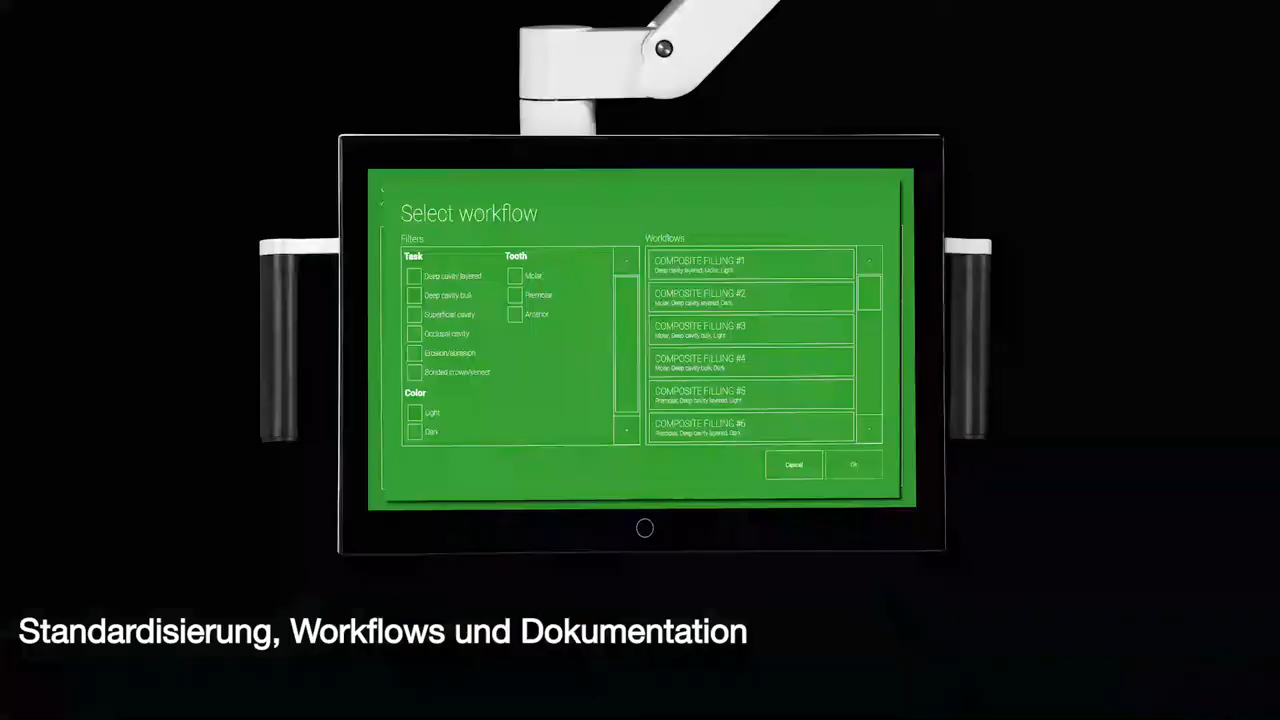 Select workflow
Filters
Task
Deep cavity layered
Deep cavity bulk
Superficial cavity
Occlusal cavity
Erosion/abrasion
Bonded crown/veneer
Color
Light
Dark
Tooth
Molar
Premolar
Anterior
Workflows
COMPOSITE FILLING #1
Deep cavity layered, Molar, Light
COMPOSITE FILLING #2
Molar, Deep cavity layered, Dark
COMPOSITE FILLING #3
Molar, Deep cavity bulk, Light
COMPOSITE FILLING #4
Molar, Deep cavity bulk, Dark
COMPOSITE FILLING #5
Premolar, Deep cavity layered, Light
COMPOSITE FILLING #6
Premolar, Deep cavity layered, Dark
Cancel
Ok
Standardisierung, Workflows und Dokumentation